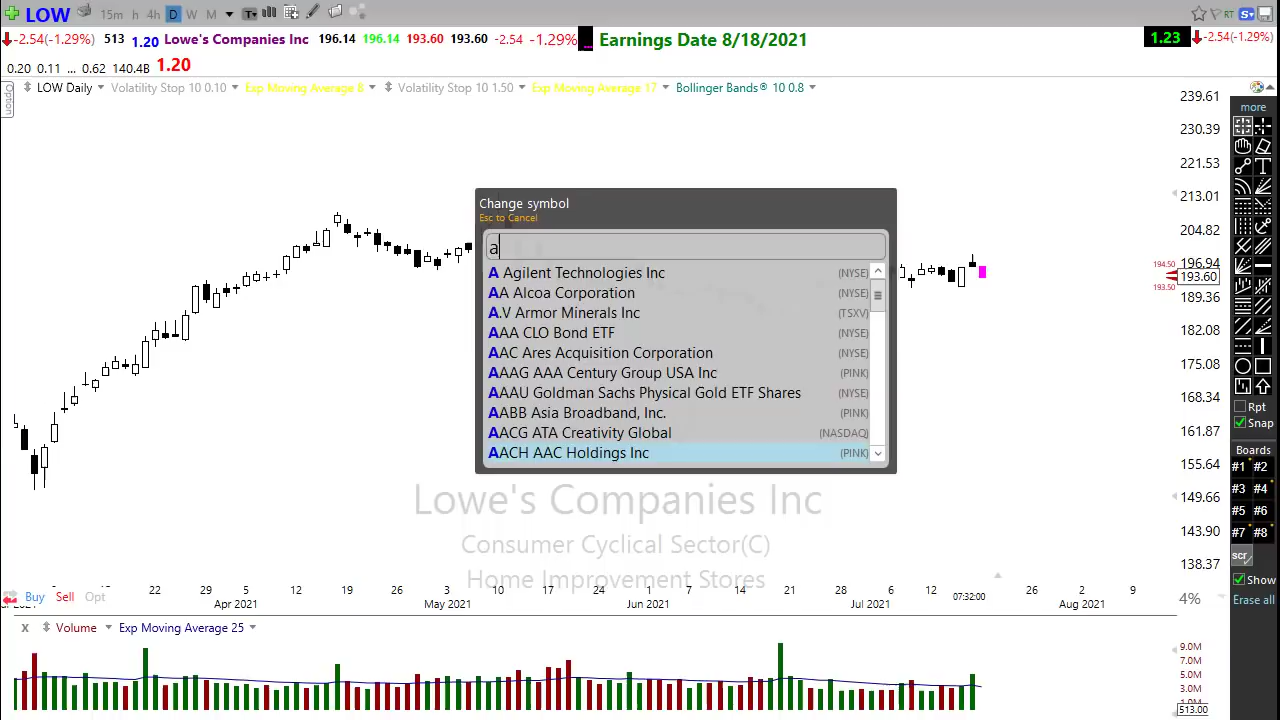 LOW 15m h 4h D W M
-2.54(-1.29%) 513 1.20 Lowe's Companies Inc 196.14 196.14 193.60 193.60 -2.54 -1.29% Earnings Date 8/18/2021 1.23 -2.54(-1.29%)
0.20 0.11 ... 0.62 140.4B 1.20
Option
LOW Daily Volatility Stop 10 0.10 Exp Moving Average 8 Volatility Stop 10 1.50 Exp Moving Average 17 Bollinger Bands® 10 0.8
239.61
230.39
221.53
213.01
204.82
196.94
194.50
193.60
193.50
189.36
182.08
175.08
168.34
161.87
155.64
149.66
143.90
138.37
4%
Change symbol
Esc to Cancel
a
A Agilent Technologies Inc (NYSE)
AA Alcoa Corporation (NYSE)
A.V Armor Minerals Inc (TSXV)
AAA CLO Bond ETF (NYSE)
AAC Ares Acquisition Corporation (NYSE)
AAAG AAA Century Group USA Inc (PINK)
AAAU Goldman Sachs Physical Gold ETF Shares (NYSE)
AABB Asia Broadband, Inc. (PINK)
AACG ATA Creativity Global (NASDAQ)
AACH AAC Holdings Inc (PINK)
Lowe's Companies Inc
Consumer Cyclical Sector(C)
Home Improvement Stores
22 29 5 12 19 26 3 10 17 24 1 7 14 21 28 6 12 26 2 9
Apr 2021 May 2021 Jun 2021 Jul 2021 07:32:00 Aug 2021
Buy Sell Opt
X Volume Exp Moving Average 25
9.0M
7.0M
5.0M
3.0M
513.00
more
Rpt
Snap
Boards
#1 #2
#3 #4
#5 #6
#7 #8
scr
Show
Erase all